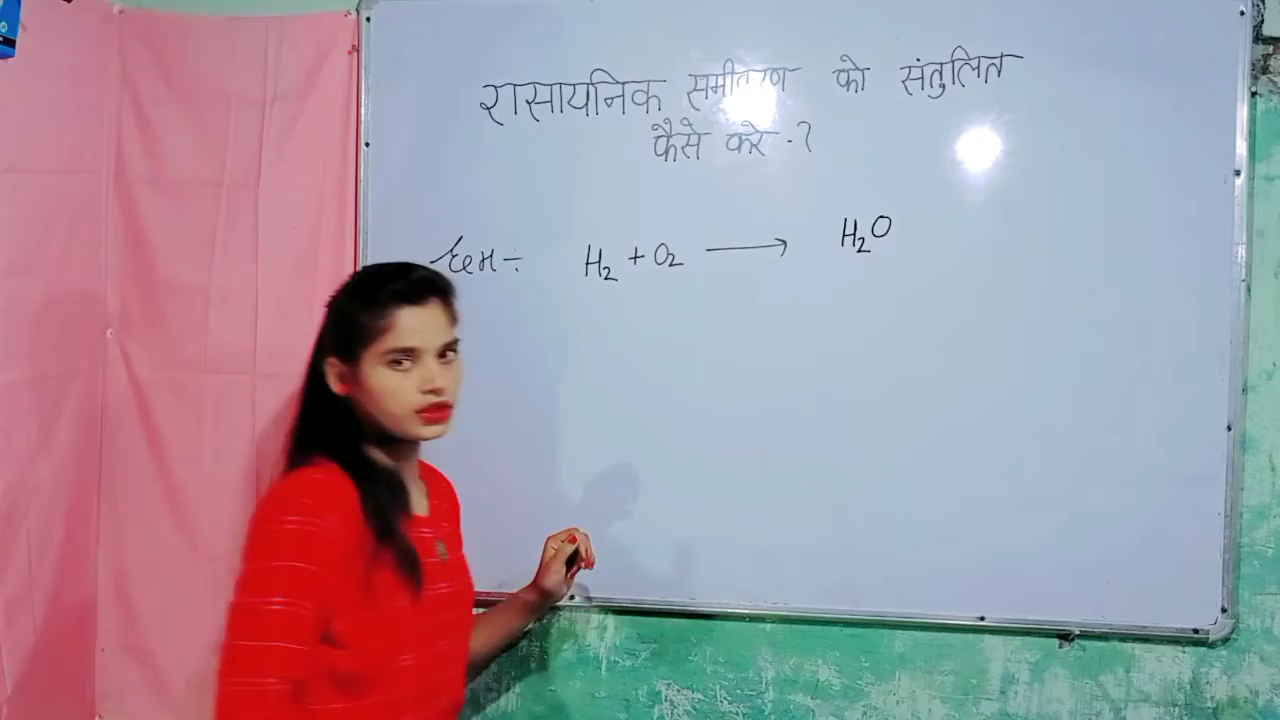 रासायनिक समीकरण को संतुलित
कैसे करे -?
H₂ + O₂ ⟶ H₂O